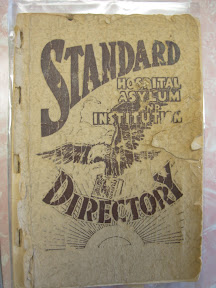 STANDARD
HOSPITAL
ASYLUM
AND
INSTITUTION
DIRECTORY